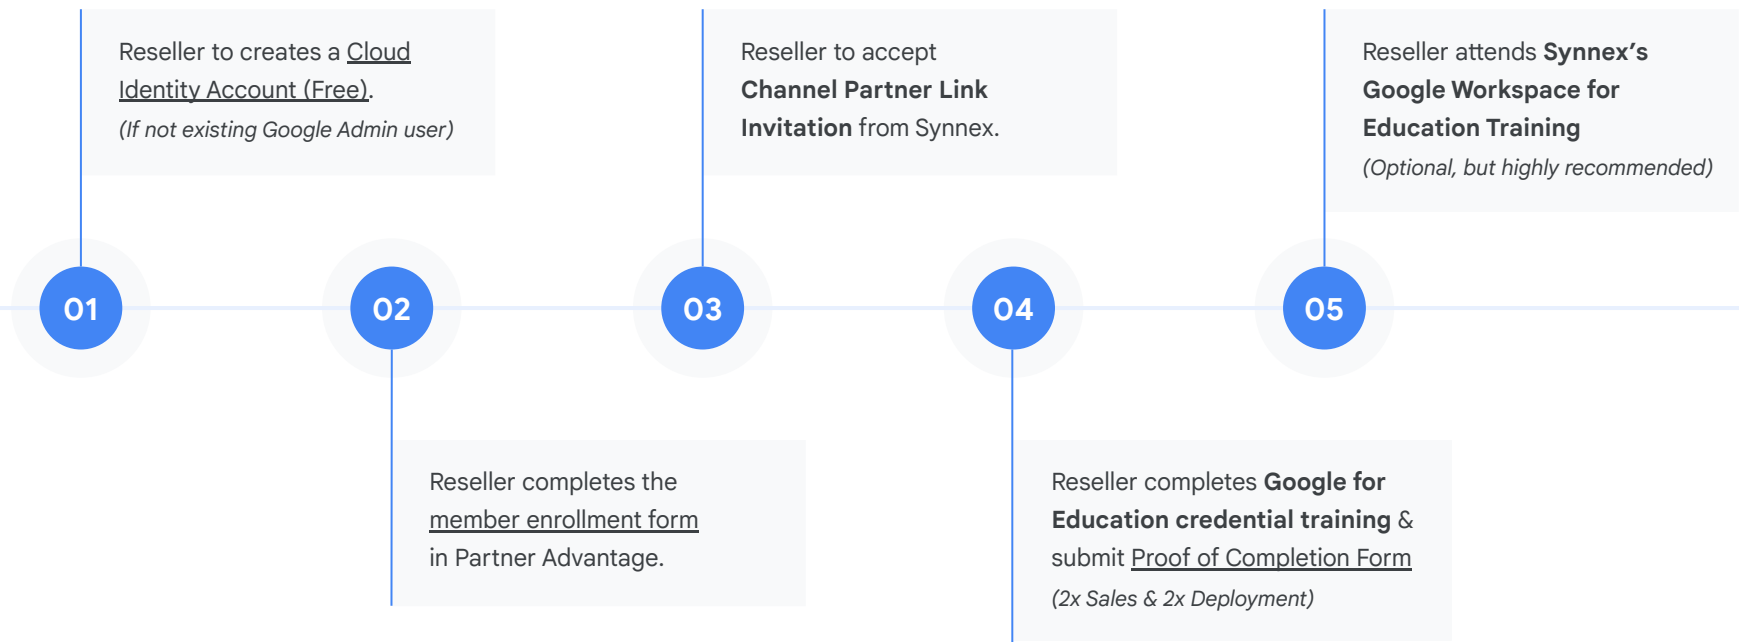 Reseller to creates a Cloud
Identity Account (Free).
(If not existing Google Admin user)
Reseller to accept
Channel Partner Link
Invitation from Synnex.
Reseller attends Synnex’s
Google Workspace for
Education Training
(Optional, but highly recommended)
01
02
03
04
05
Reseller completes the
member enrollment form
in Partner Advantage.
Reseller completes Google for
Education credential training &
submit Proof of Completion Form
(2x Sales & 2x Deployment)